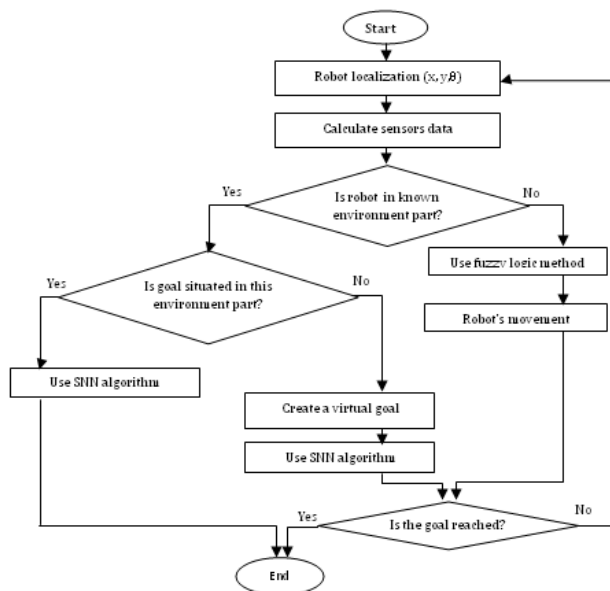 Start
Robot localization (x, y,θ)
Calculate sensors data
Yes
Is robot in known
environment part?
No
Yes
Is goal situated in this
environment part?
No
Use fuzzy logic method
Robot's movement
Use SNN algorithm
Create a virtual goal
Use SNN algorithm
Yes
Is the goal reached?
No
End